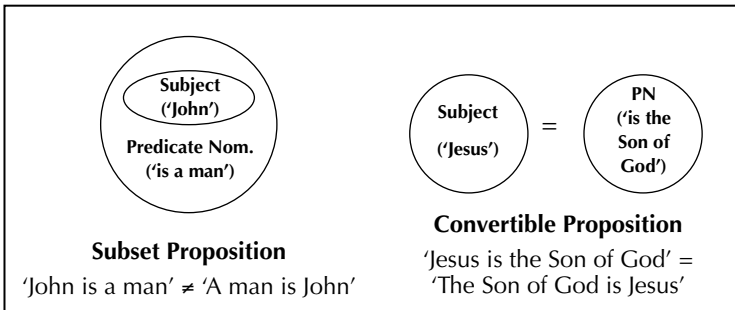 Subject
('John')
Predicate Nom.
('is a man')
Subset Proposition
'John is a man' ≠ 'A man is John'
Subject
('Jesus')
=
PN
('is the
Son of
God')
Convertible Proposition
'Jesus is the Son of God' =
'The Son of God is Jesus'